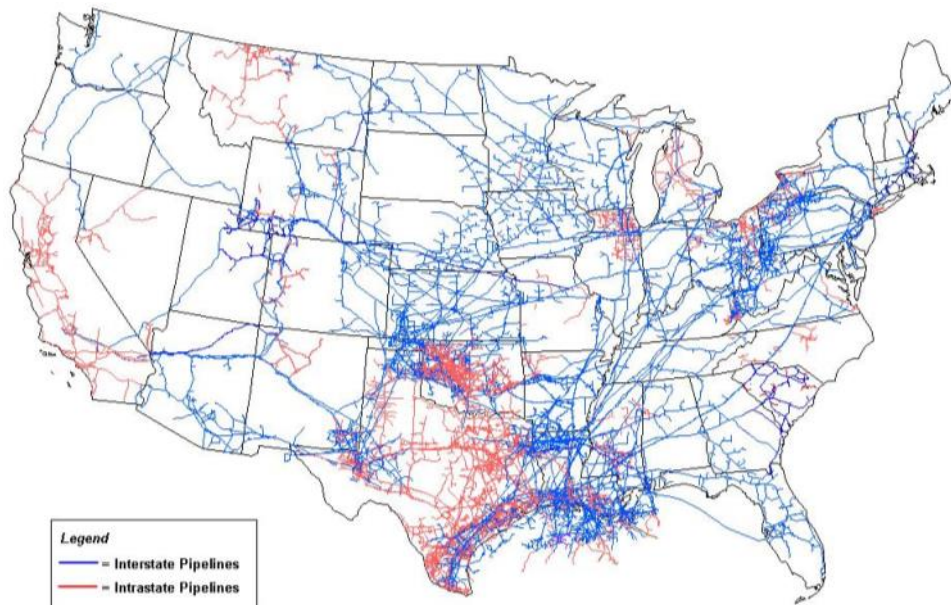 Legend
= Interstate Pipelines
= Intrastate Pipelines